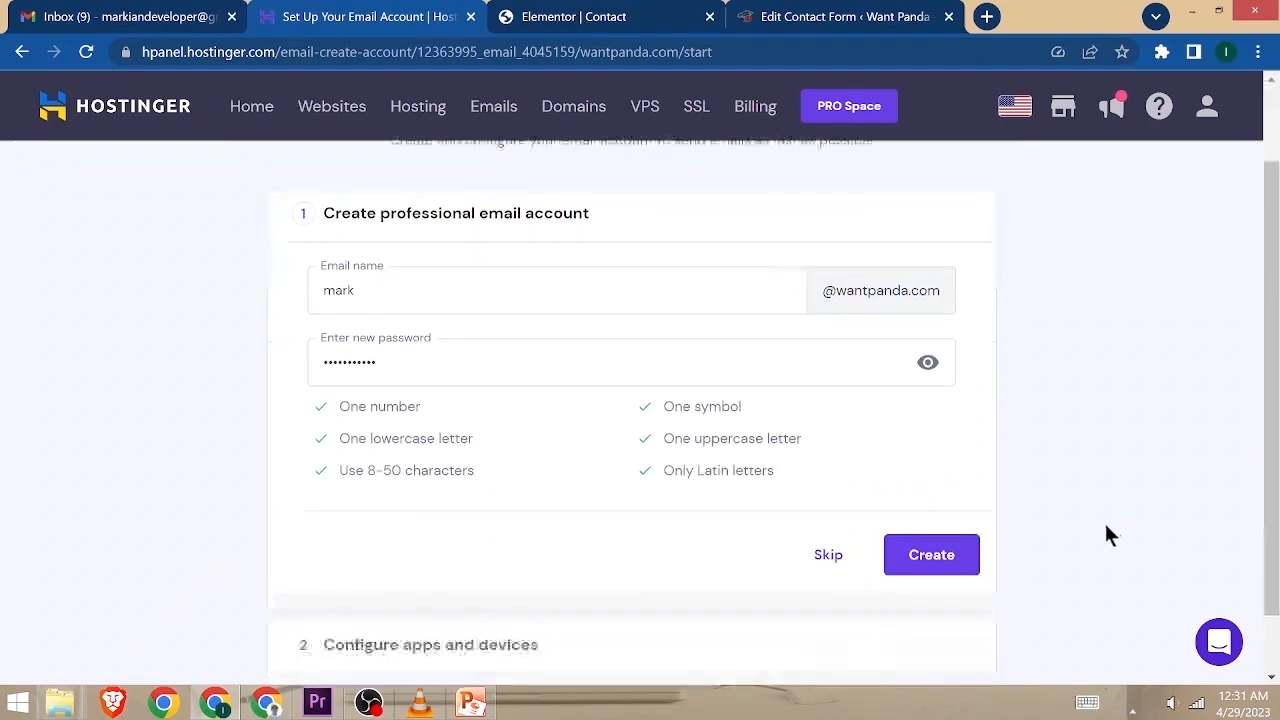 Inbox (9) - markiandeveloper@g
Set Up Your Email Account | Host
Elementor | Contact
Edit Contact Form ‹ Want Panda
hpanel.hostinger.com/email-create-account/12363995_email_4045159/wantpanda.com/start
I
HOSTINGER
Home
Websites
Hosting
Emails
Domains
VPS
SSL
Billing
PRO Space
1 Create professional email account
Email name
mark
@wantpanda.com
Enter new password
•••••••••••
One number
One symbol
One lowercase letter
One uppercase letter
Use 8-50 characters
Only Latin letters
Skip
Create
2 Configure apps and devices
Pr
12:31 AM
4/29/2023